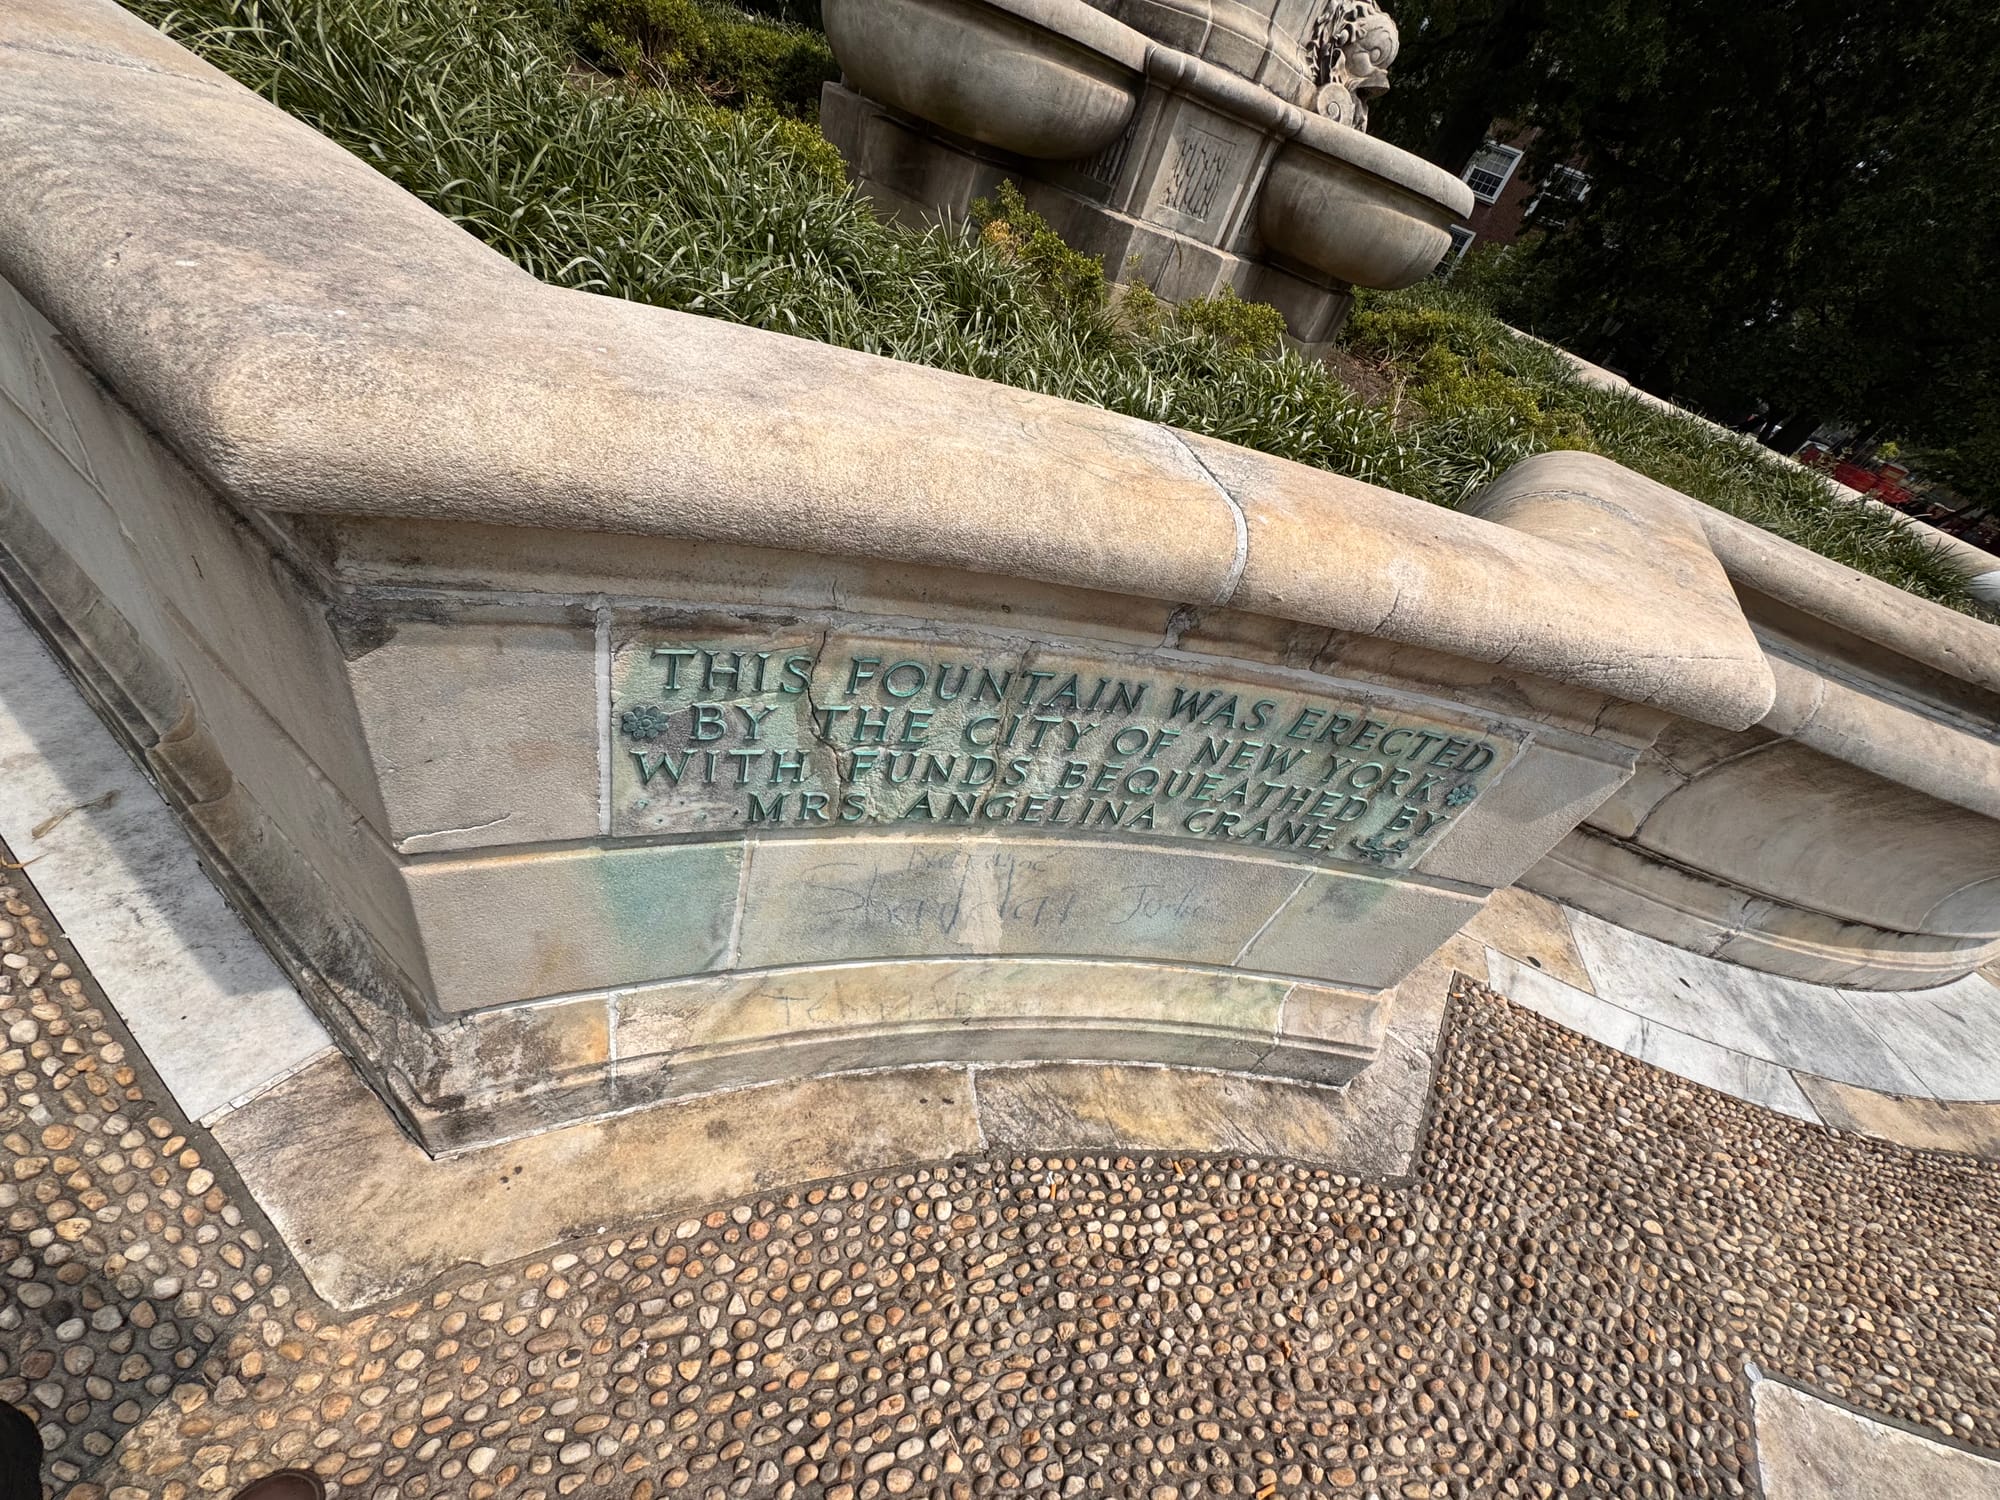 THIS FOUNTAIN WAS ERECTED
BY THE CITY OF NEW YORK
WITH FUNDS BEQUEATHED BY
MRS. ANGELINA CRANE.